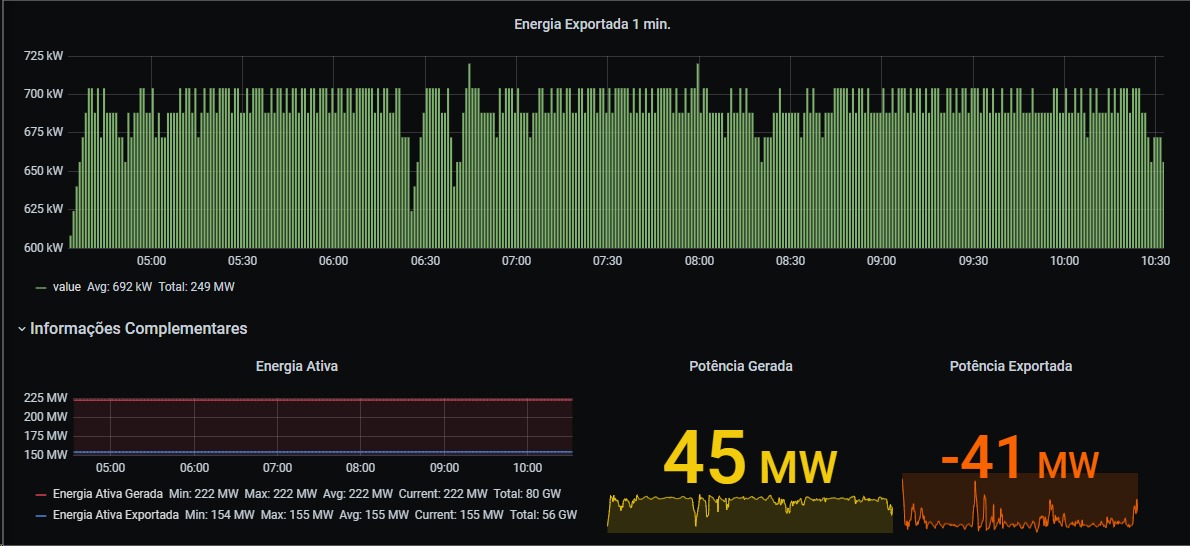 Energia Exportada 1 min.
725 kW
700 kW
675 kW
650 kW
625 kW
600 kW
05:00 05:30 06:00 06:30 07:00 07:30 08:00 08:30 09:00 09:30 10:00 10:30
value Avg: 692 kW Total: 249 MW
Informações Complementares
Energia Ativa
225 MW
200 MW
175 MW
150 MW
05:00 06:00 07:00 08:00 09:00 10:00
Energia Ativa Gerada Min: 222 MW Max: 222 MW Avg: 222 MW Current: 222 MW Total: 80 GW
Energia Ativa Exportada Min: 154 MW Max: 155 MW Avg: 155 MW Current: 155 MW Total: 56 GW
Potência Gerada
45 MW
Potência Exportada
-41 MW